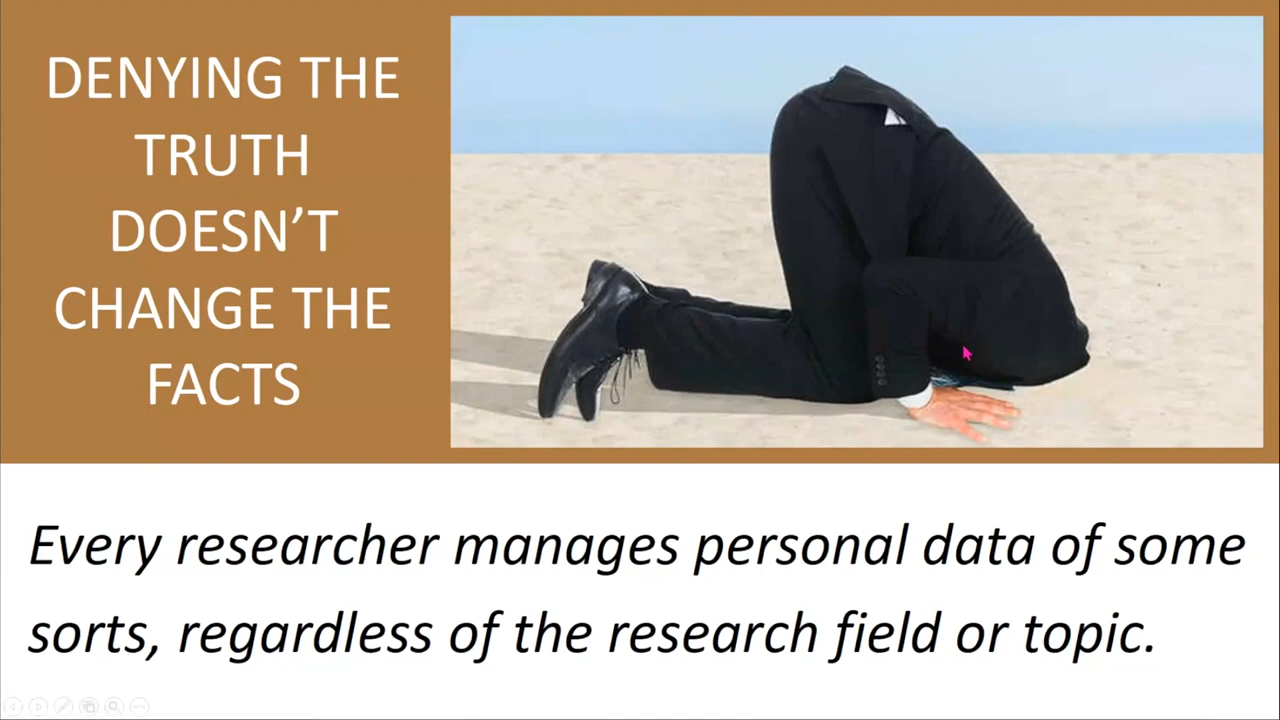 DENYING THE
TRUTH
DOESN’T
CHANGE THE
FACTS
Every researcher manages personal data of some
sorts, regardless of the research field or topic.